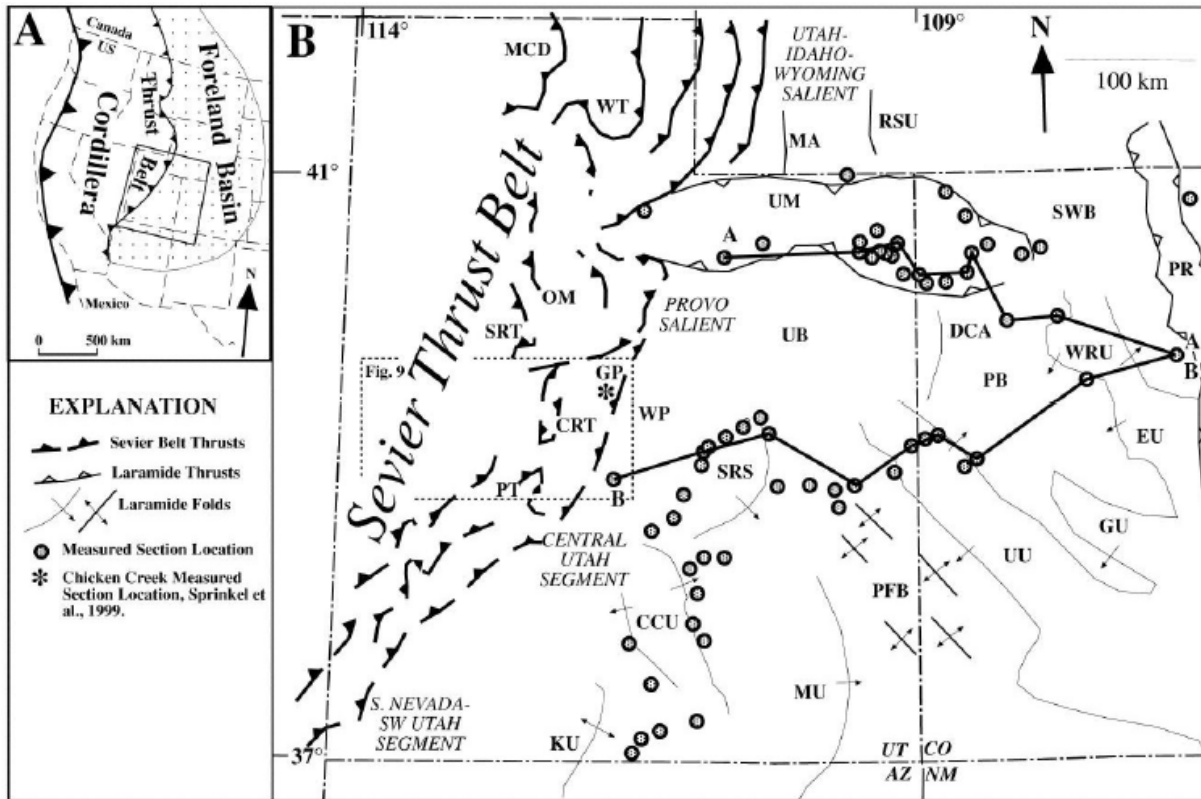 A
Canada
US
Cordillera
Thrust
Belt
Foreland
Basin
Mexico
N
0 500 km
EXPLANATION
Sevier Belt Thrusts
Laramide Thrusts
Laramide Folds
Measured Section Location
Chicken Creek Measured
Section Location, Sprinkel et
al., 1999.
B
114°
109°
N
100 km
MCD
UTAH-
IDAHO-
WYOMING
SALIENT
WT
RSU
MA
41°
UM
SWB
A
PR
Sevier Thrust Belt
OM
PROVO
SALIENT
SRT
UB
DCA
WRU
A
B
Fig. 9
GP
PB
CRT
WP
EU
SRS
B
PT
CENTRAL
UTAH
SEGMENT
GU
UU
PFB
CCU
MU
S. NEVADA-
SW UTAH
SEGMENT
KU
37°
UT CO
AZ NM